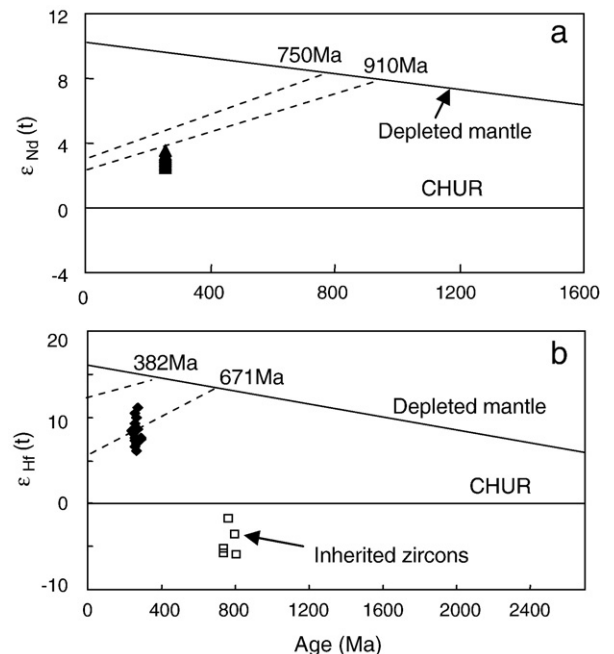 12
a
750Ma
910Ma
8
Depleted mantle
4
ε Nd (t)
CHUR
0
-4
0 400 800 1200 1600
20
b
382Ma
671Ma
Depleted mantle
10
ε Hf (t)
CHUR
0
Inherited zircons
-10
0 400 800 1200 1600 2000 2400
Age (Ma)